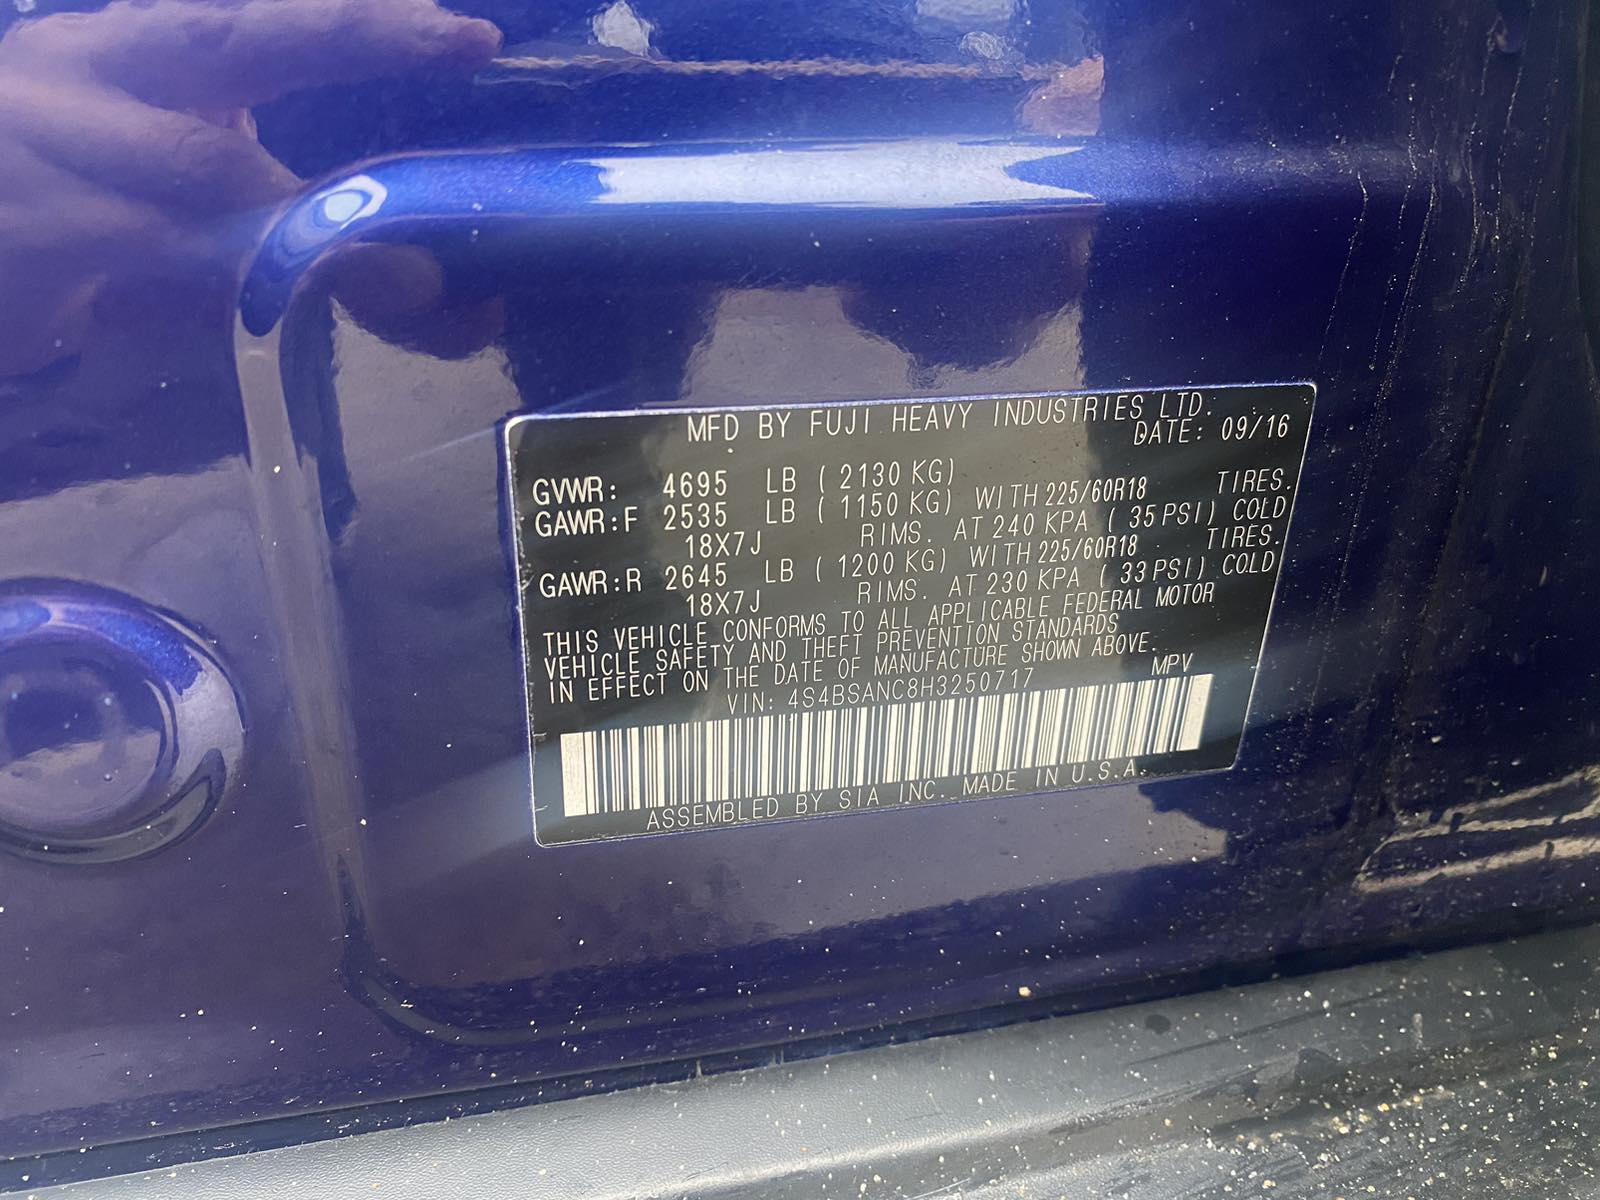 MFD BY FUJI HEAVY INDUSTRIES LTD.
DATE: 09/16
GVWR: 4695 LB ( 2130 KG)
GAWR:F 2535 LB ( 1150 KG) WITH 225/60R18 TIRES.
18X7J RIMS. AT 240 KPA ( 35 PSI) COLD
GAWR:R 2645 LB ( 1200 KG) WITH 225/60R18 TIRES.
18X7J RIMS. AT 230 KPA ( 33 PSI) COLD
THIS VEHICLE CONFORMS TO ALL APPLICABLE FEDERAL MOTOR
VEHICLE SAFETY AND THEFT PREVENTION STANDARDS
IN EFFECT ON THE DATE OF MANUFACTURE SHOWN ABOVE.
VIN: 4S4BSANC8H3250717 MPV
ASSEMBLED BY SIA INC. MADE IN U.S.A.